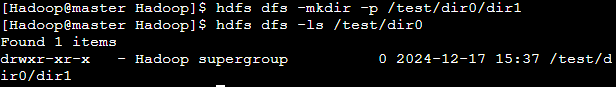 [Hadoop@master Hadoop]$ hdfs dfs -mkdir -p /test/dir0/dir1
[Hadoop@master Hadoop]$ hdfs dfs -ls /test/dir0
Found 1 items
drwxr-xr-x   - Hadoop supergroup          0 2024-12-17 15:37 /test/d
ir0/dir1